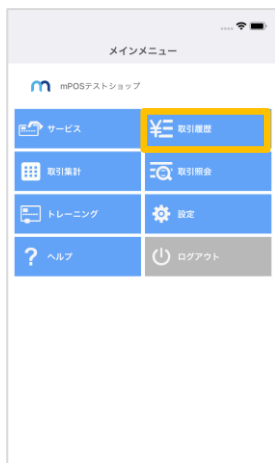 メインメニュー
mPOSテストショップ
サービス
取引履歴
取引集計
取引照会
トレーニング
設定
ヘルプ
ログアウト